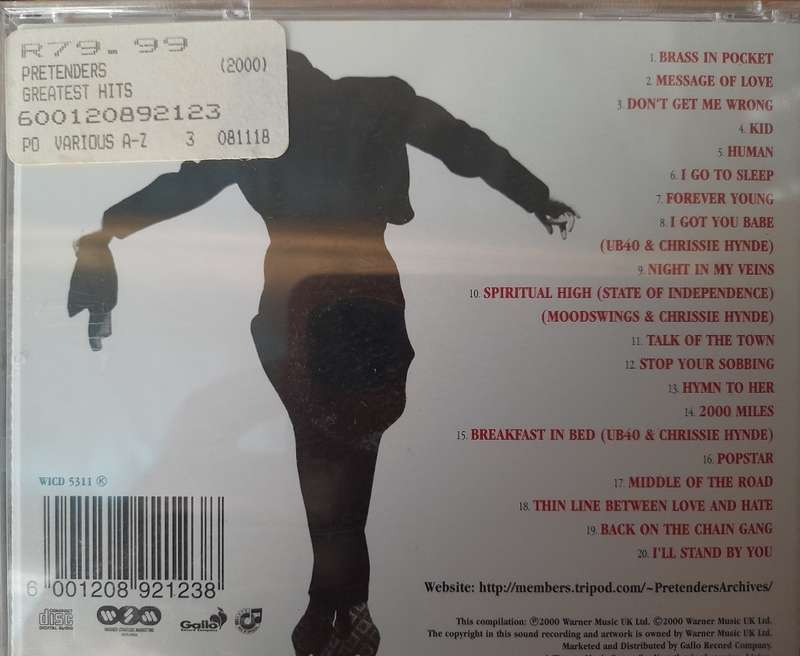 R79.99
PRETENDERS (2000)
GREATEST HITS
600120892123
PO VARIOUS A-Z 3 081118
1. BRASS IN POCKET
2. MESSAGE OF LOVE
3. DON'T GET ME WRONG
4. KID
5. HUMAN
6. I GO TO SLEEP
7. FOREVER YOUNG
8. I GOT YOU BABE
(UB40 & CHRISSIE HYNDE)
9. NIGHT IN MY VEINS
10. SPIRITUAL HIGH (STATE OF INDEPENDENCE)
(MOODSWINGS & CHRISSIE HYNDE)
11. TALK OF THE TOWN
12. STOP YOUR SOBBING
13. HYMN TO HER
14. 2000 MILES
15. BREAKFAST IN BED (UB40 & CHRISSIE HYNDE)
16. POPSTAR
17. MIDDLE OF THE ROAD
18. THIN LINE BETWEEN LOVE AND HATE
19. BACK ON THE CHAIN GANG
20. I'LL STAND BY YOU
WICD 5311 Ⓡ
6 001208 921238
COMPACT
disc
DIGITAL AUDIO
WSM
Gallo
Record Company
Website: http://members.tripod.com/~PretendersArchives/
This compilation: ℗2000 Warner Music UK Ltd. ©2000 Warner Music UK Ltd.
The copyright in this sound recording and artwork is owned by Warner Music UK Ltd.
Marketed and Distributed by Gallo Record Company.